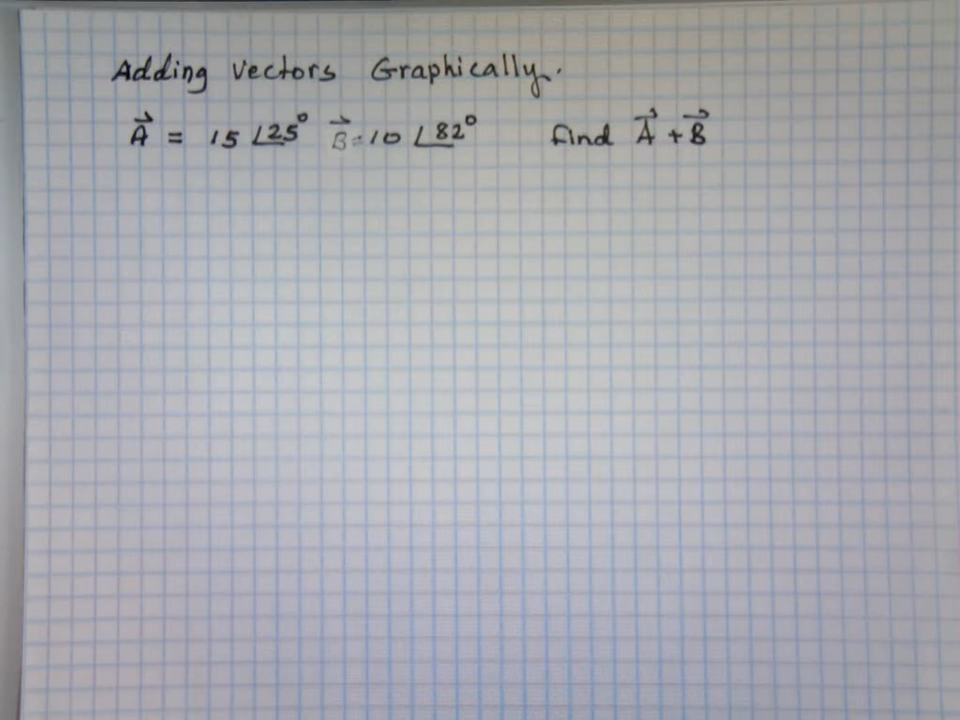 Adding Vectors Graphically.
A⃗ = 15 ∠25° B⃗ = 10 ∠82° Find A⃗ + B⃗